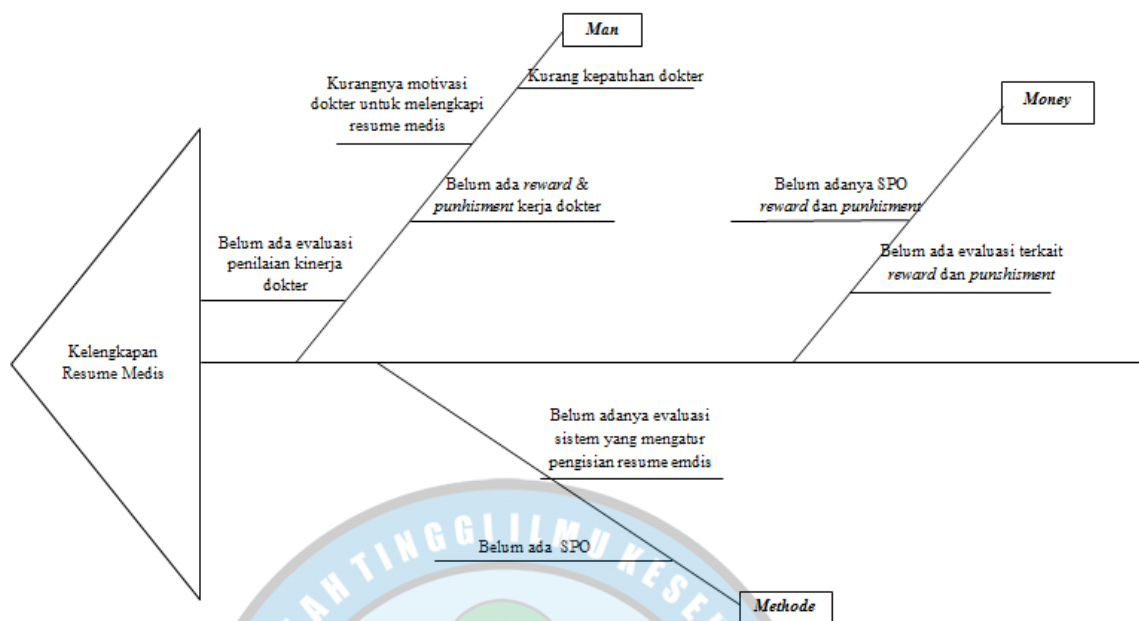 Man
Kurang kepatuhan dokter
Kurangnya motivasi
dokter untuk melengkapi
resume medis
Belum ada reward &
punhisment kerja dokter
Belum ada evaluasi
penilaian kinerja
dokter
Money
Belum adanya SPO
reward dan punhisment
Belum ada evaluasi terkait
reward dan punshisment
Kelengkapan
Resume Medis
Belum adanya evaluasi
sistem yang mengatur
pengisian resume emdis
Belum ada SPO
Methode
TINGGI ILMU